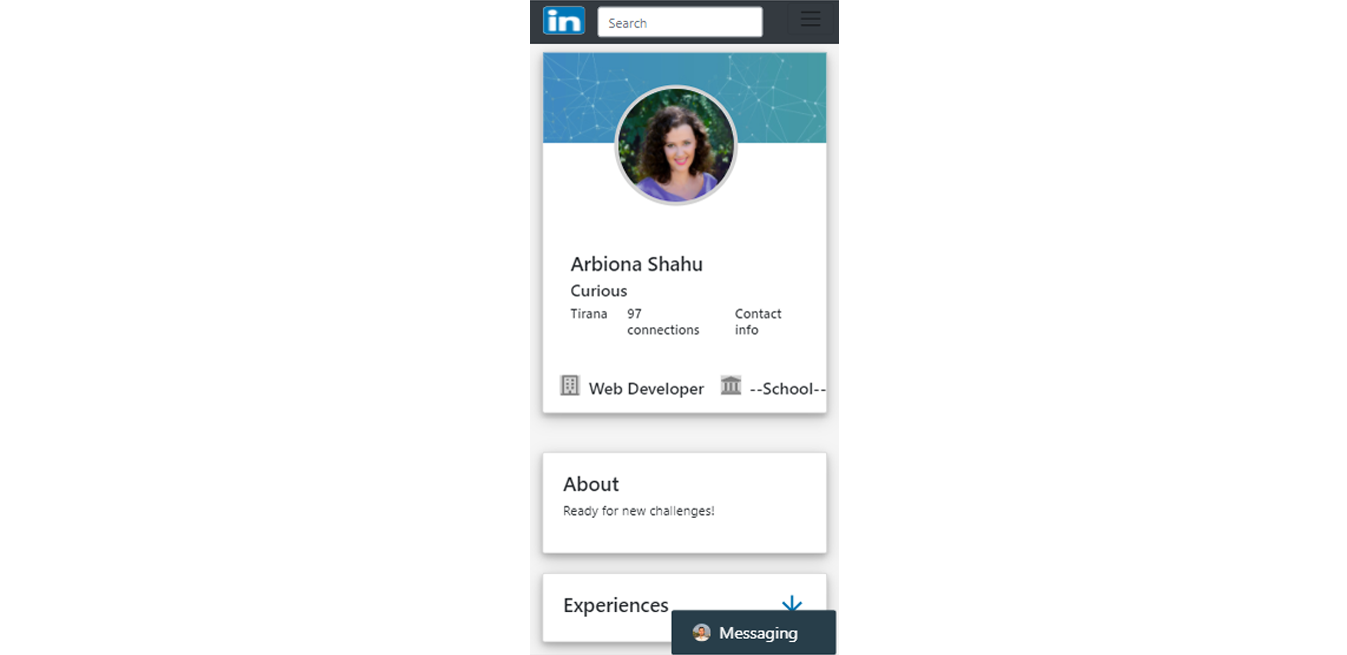 in
Search
Arbiona Shahu
Curious
Tirana
97
connections
Contact
info
Web Developer
--School--
About
Ready for new challenges!
Experiences
Messaging